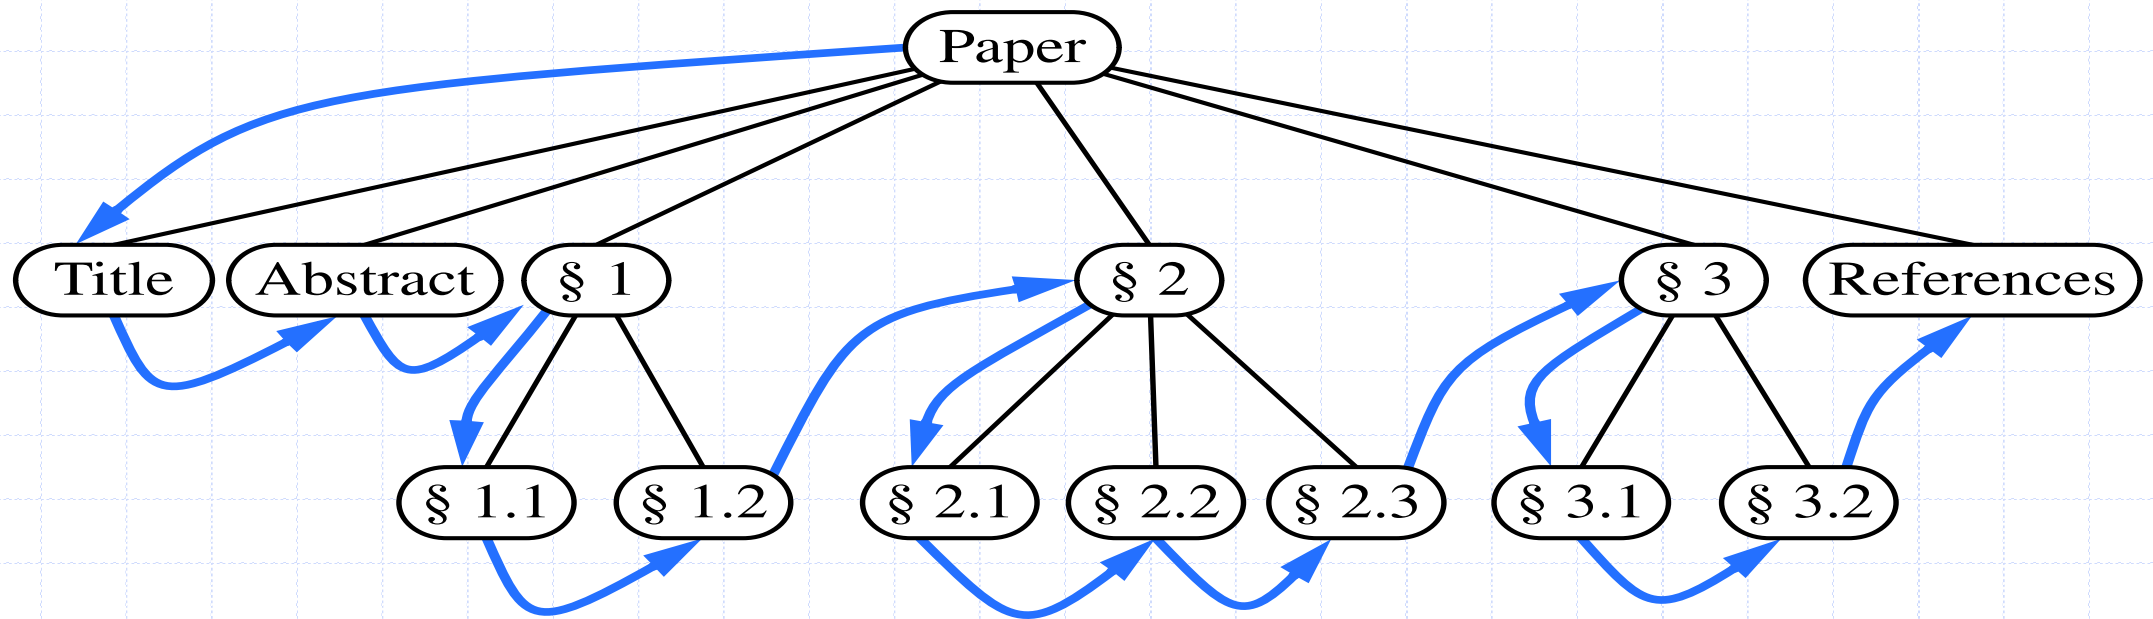 Paper
Title
Abstract
§ 1
§ 2
§ 3
References
§ 1.1
§ 1.2
§ 2.1
§ 2.2
§ 2.3
§ 3.1
§ 3.2